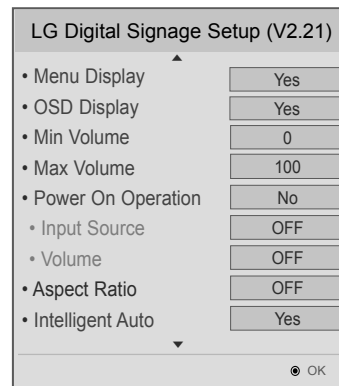 LG Digital Signage Setup (V2.21)
• Menu Display Yes
• OSD Display Yes
• Min Volume 0
• Max Volume 100
• Power On Operation No
• Input Source OFF
• Volume OFF
• Aspect Ratio OFF
• Intelligent Auto Yes
OK